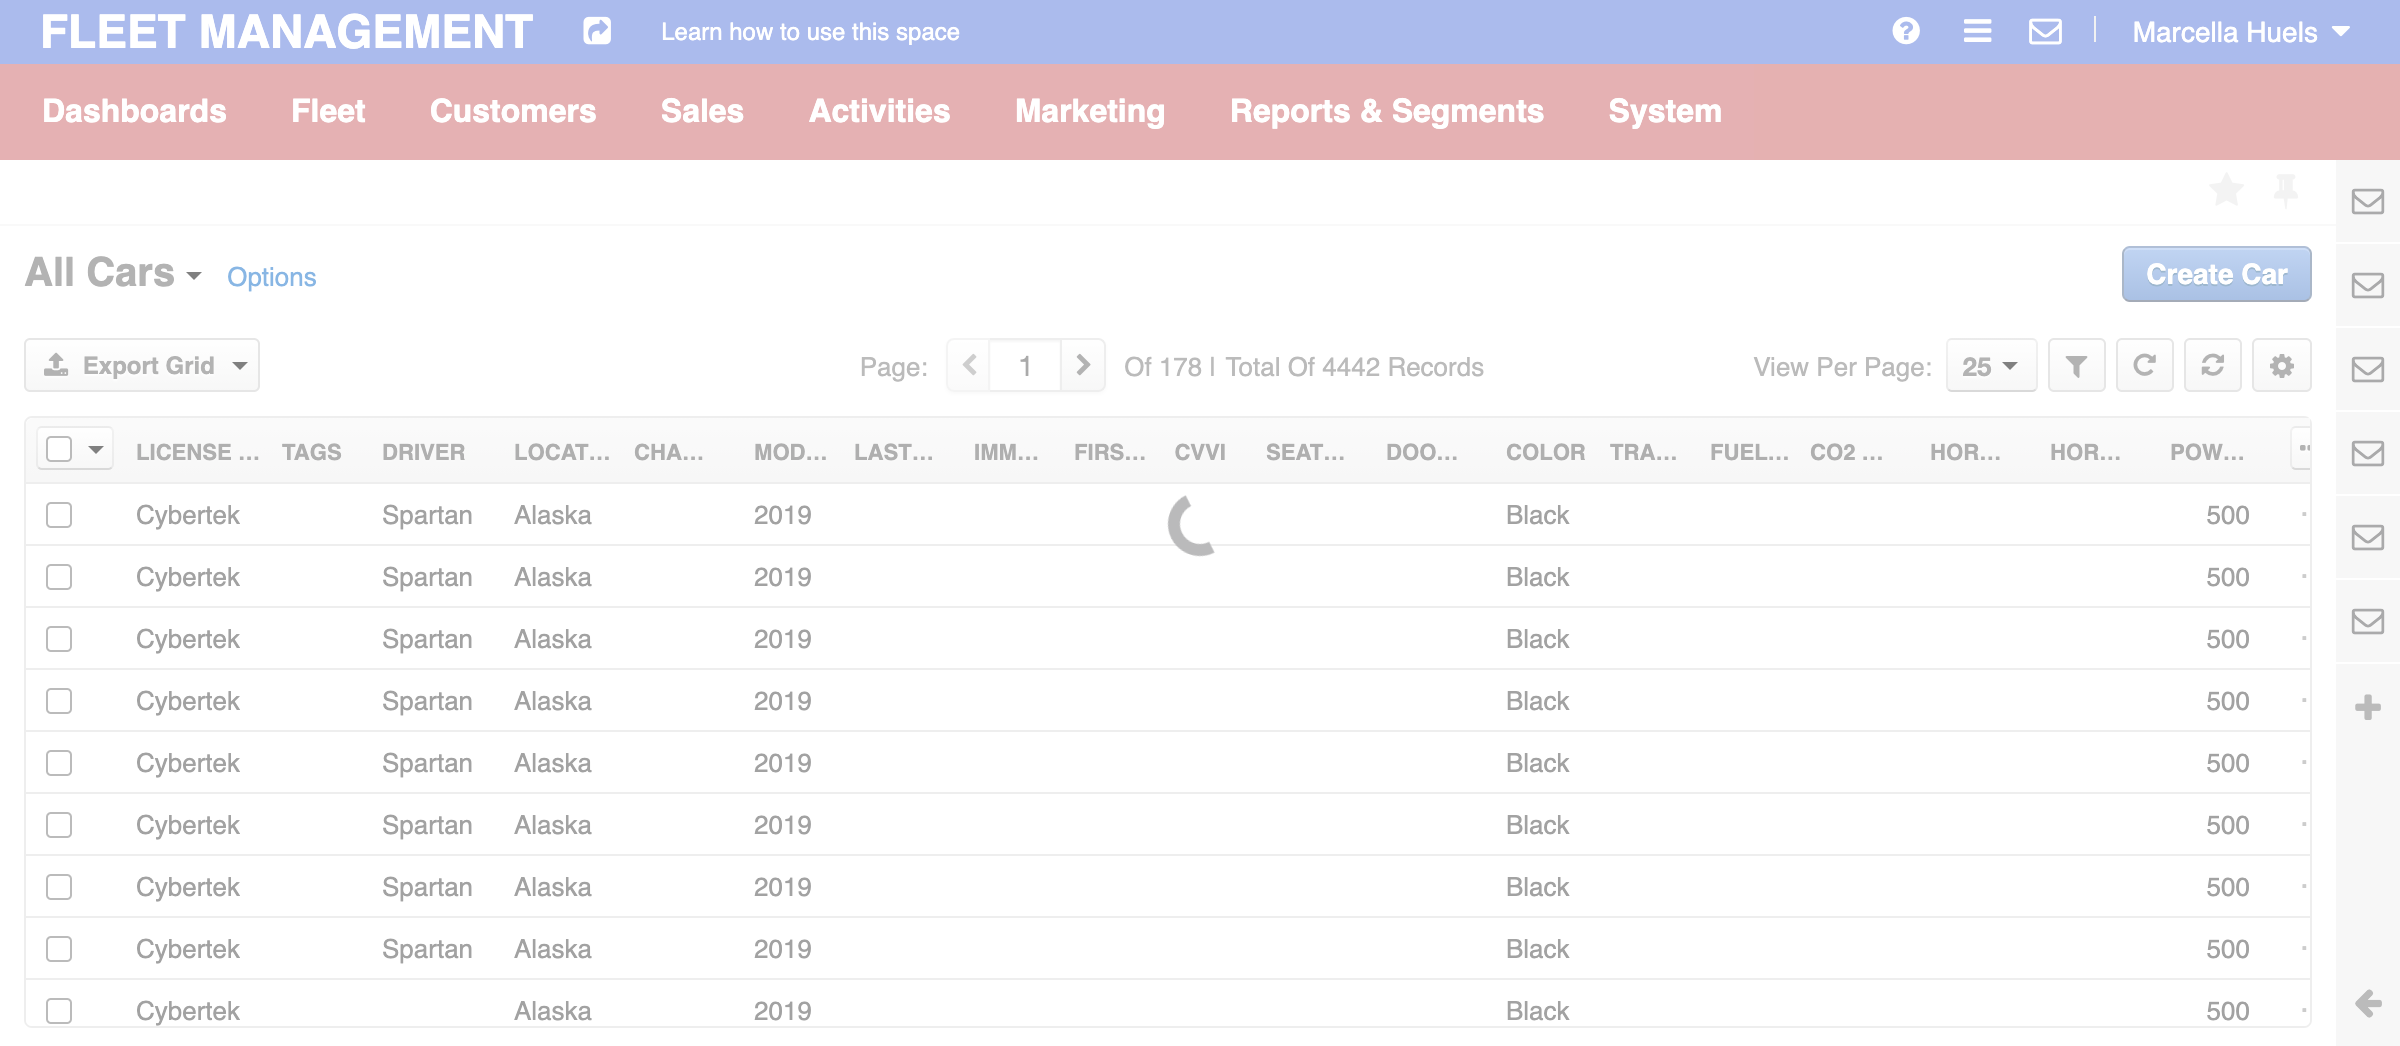 FLEET MANAGEMENT Learn how to use this space Marcella Huels
Dashboards Fleet Customers Sales Activities Marketing Reports & Segments System
All Cars Options Create Car
Export Grid Page: 1 Of 178 | Total Of 4442 Records View Per Page: 25
LICENSE ... TAGS DRIVER LOCAT... CHA... MOD... LAST... IMM... FIRS... CVVI SEAT... DOO... COLOR TRA... FUEL... CO2 ... HOR... HOR... POW...
Cybertek Spartan Alaska 2019 Black 500
Cybertek Spartan Alaska 2019 Black 500
Cybertek Spartan Alaska 2019 Black 500
Cybertek Spartan Alaska 2019 Black 500
Cybertek Spartan Alaska 2019 Black 500
Cybertek Spartan Alaska 2019 Black 500
Cybertek Spartan Alaska 2019 Black 500
Cybertek Spartan Alaska 2019 Black 500
Cybertek Alaska 2019 Black 500